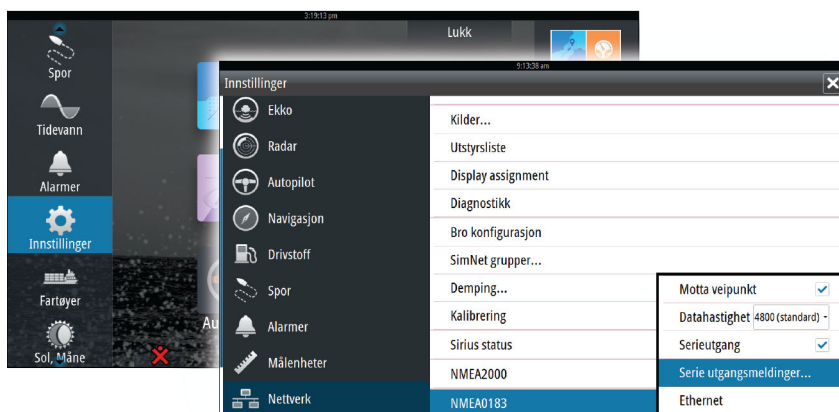 3:19:13 pm
Lukk
Spor
Tidevann
Alarmer
Innstillinger
Fartøyer
Sol, Måne
Au
9:13:38 am
Innstillinger
Ekko
Radar
Autopilot
Navigasjon
Drivstoff
Spor
Alarmer
Målenheter
Nettverk
Kilder...
Utstyrsliste
Display assignment
Diagnostikk
Bro konfigurasjon
SimNet grupper...
Demping...
Kalibrering
Sirius status
NMEA2000
NMEA0183
Motta veipunkt
Datahastighet 4800 (standard)
Serieutgang
Serie utgangsmeldinger...
Ethernet